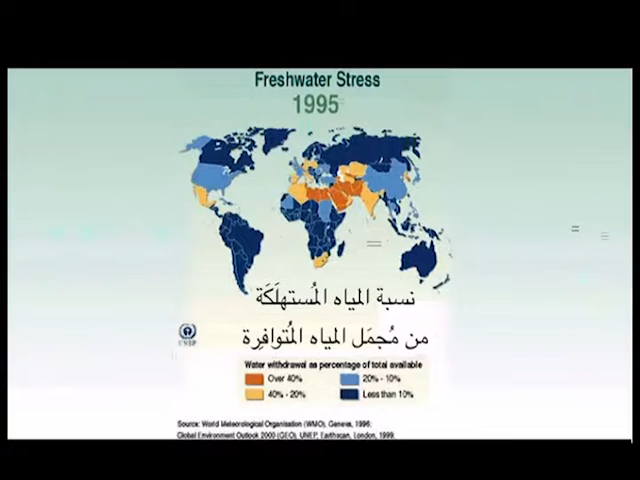 Freshwater Stress
1995
نسبة المياه المُستهلَكَة
من مُجمَل المياه المُتوافِرة
UNEP
Water withdrawal as percentage of total available
Over 40%
20% - 10%
40% - 20%
Less than 10%
Source: World Meteorological Organisation (WMO), Geneva, 1996;
Global Environment Outlook 2000 (GEO), UNEP, Earthscan, London, 1999.